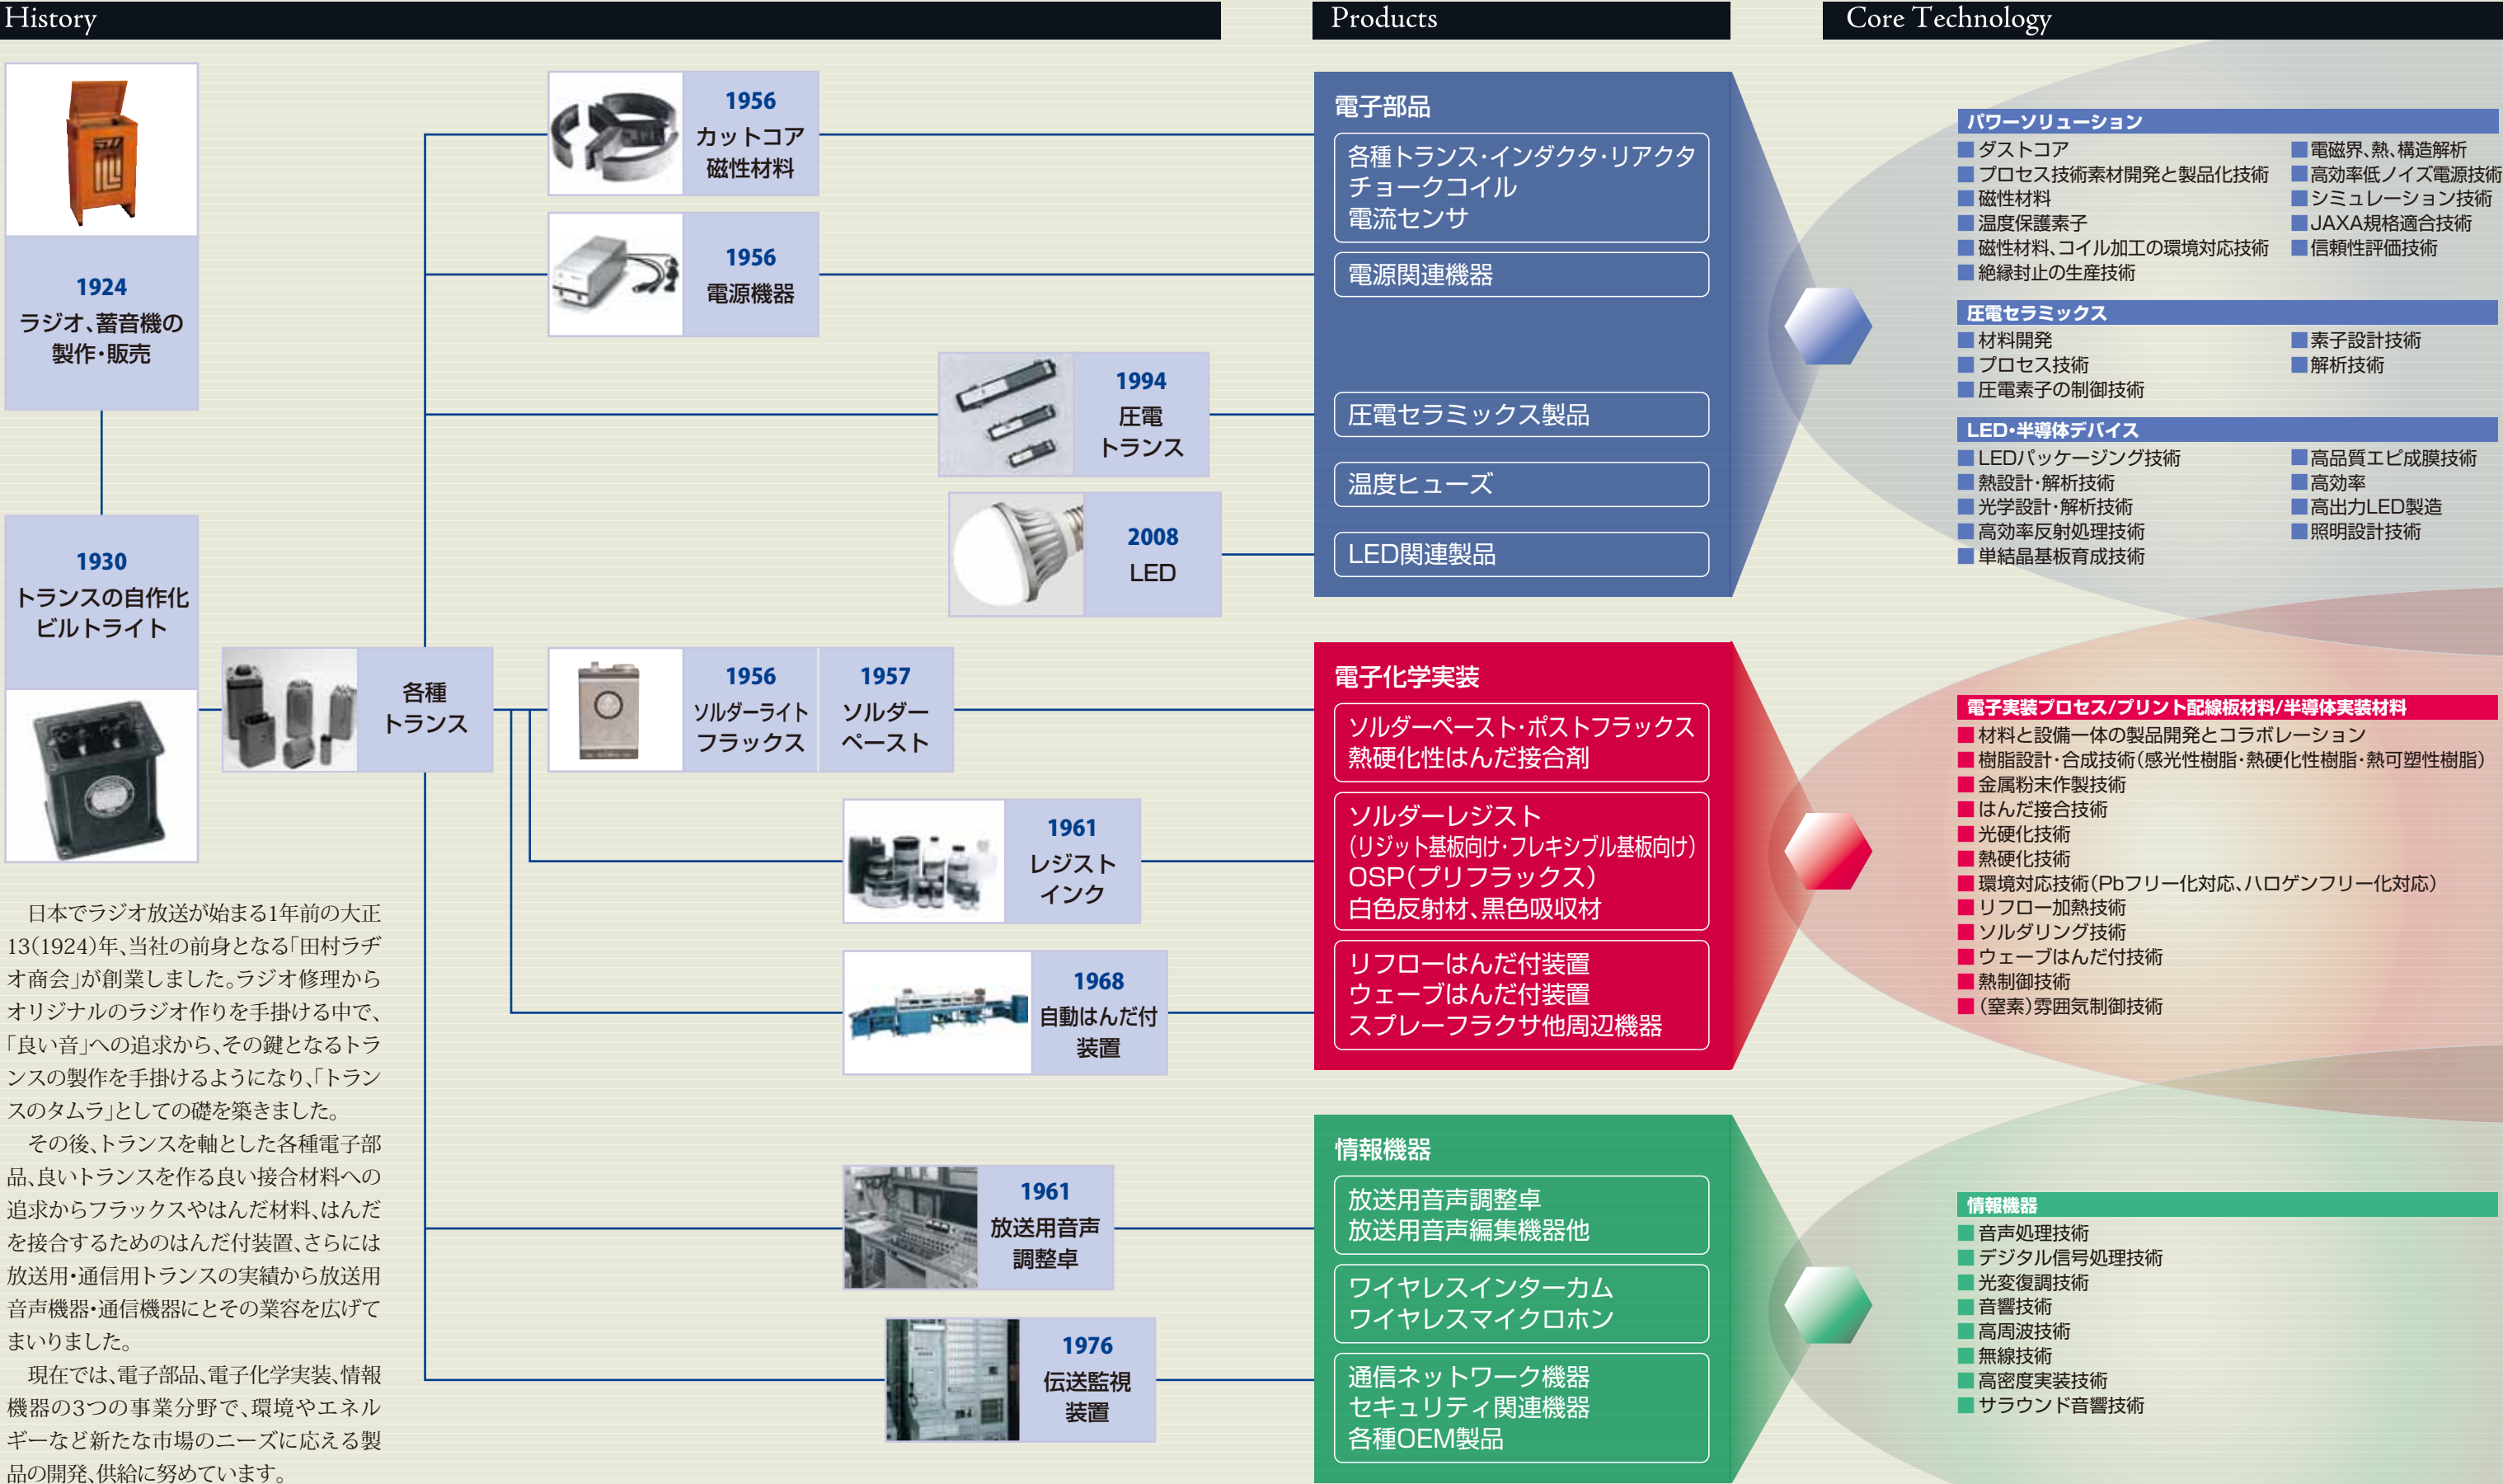 History
1924
ラジオ、蓄音機の
製作・販売
1930
トランスの自作化
ビルトライト
各種
トランス
1956
カットコア
磁性材料
1956
電源機器
1994
圧電
トランス
2008
LED
1956
ソルダーライト
フラックス
1957
ソルダー
ペースト
1961
レジスト
インク
1968
自動はんだ付
装置
1961
放送用音声
調整卓
1976
伝送監視
装置
日本でラジオ放送が始まる1年前の大正
13(1924)年、当社の前身となる「田村ラヂ
オ商会」が創業しました。ラジオ修理から
オリジナルのラジオ作りを手掛ける中で、
「良い音」への追求から、その鍵となるトラ
ンスの製作を手掛けるようになり、「トラン
スのタムラ」としての礎を築きました。
その後、トランスを軸とした各種電子部
品、良いトランスを作る良い接合材料への
追求からフラックスやはんだ材料、はんだ
を接合するためのはんだ付装置、さらには
放送用・通信用トランスの実績から放送用
音声機器・通信機器にとその業容を広げて
まいりました。
現在では、電子部品、電子化学実装、情報
機器の3つの事業分野で、環境やエネル
ギーなど新たな市場のニーズに応える製
品の開発、供給に努めています。
Products
電子部品
各種トランス・インダクタ・リアクタ
チョークコイル
電流センサ
電源関連機器
圧電セラミックス製品
温度ヒューズ
LED関連製品
電子化学実装
ソルダーペースト・ポストフラックス
熱硬化性はんだ接合剤
ソルダーレジスト
(リジット基板向け・フレキシブル基板向け)
OSP(プリフラックス)
白色反射材、黒色吸収材
リフローはんだ付装置
ウェーブはんだ付装置
スプレーフラクサ他周辺機器
情報機器
放送用音声調整卓
放送用音声編集機器他
ワイヤレスインターカム
ワイヤレスマイクロホン
通信ネットワーク機器
セキュリティ関連機器
各種OEM製品
Core Technology
パワーソリューション
ダストコア
プロセス技術素材開発と製品化技術
磁性材料
温度保護素子
磁性材料、コイル加工の環境対応技術
絶縁封止の生産技術
電磁界、熱、構造解析
高効率低ノイズ電源技術
シミュレーション技術
JAXA規格適合技術
信頼性評価技術
圧電セラミックス
材料開発
プロセス技術
圧電素子の制御技術
素子設計技術
解析技術
LED・半導体デバイス
LEDパッケージング技術
熱設計・解析技術
光学設計・解析技術
高効率反射処理技術
単結晶基板育成技術
高品質エピ成膜技術
高効率
高出力LED製造
照明設計技術
電子実装プロセス/プリント配線板材料/半導体実装材料
材料と設備一体の製品開発とコラボレーション
樹脂設計・合成技術(感光性樹脂・熱硬化性樹脂・熱可塑性樹脂)
金属粉末作製技術
はんだ接合技術
光硬化技術
熱硬化技術
環境対応技術(Pbフリー化対応、ハロゲンフリー化対応)
リフロー加熱技術
ソルダリング技術
ウェーブはんだ付技術
熱制御技術
(窒素)雰囲気制御技術
情報機器
音声処理技術
デジタル信号処理技術
光変復調技術
音響技術
高周波技術
無線技術
高密度実装技術
サラウンド音響技術